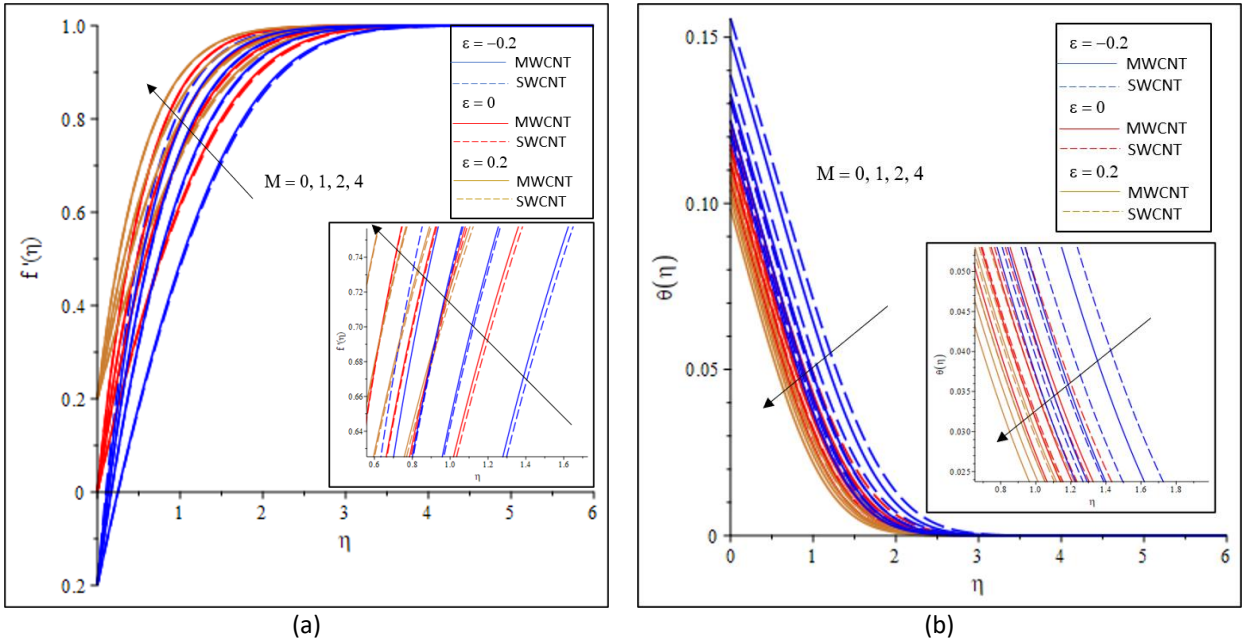 1.0
0.8
0.6
0.4
0.2
0
0.2
f '(η)
1
2
3
4
5
6
η
M = 0, 1, 2, 4
ε = −0.2
MWCNT
SWCNT
ε = 0
MWCNT
SWCNT
ε = 0.2
MWCNT
SWCNT
0.74
0.72
0.70
0.68
0.66
0.64
f '(η)
0.6
0.8
1.0
1.2
1.4
1.6
η
(a)
0.15
0.10
0.05
0
θ(η)
0
1
2
3
4
5
6
η
M = 0, 1, 2, 4
ε = −0.2
MWCNT
SWCNT
ε = 0
MWCNT
SWCNT
ε = 0.2
MWCNT
SWCNT
0.050
0.045
0.040
0.035
0.030
0.025
θ(η)
0.8
1.0
1.2
1.4
1.6
1.8
η
(b)